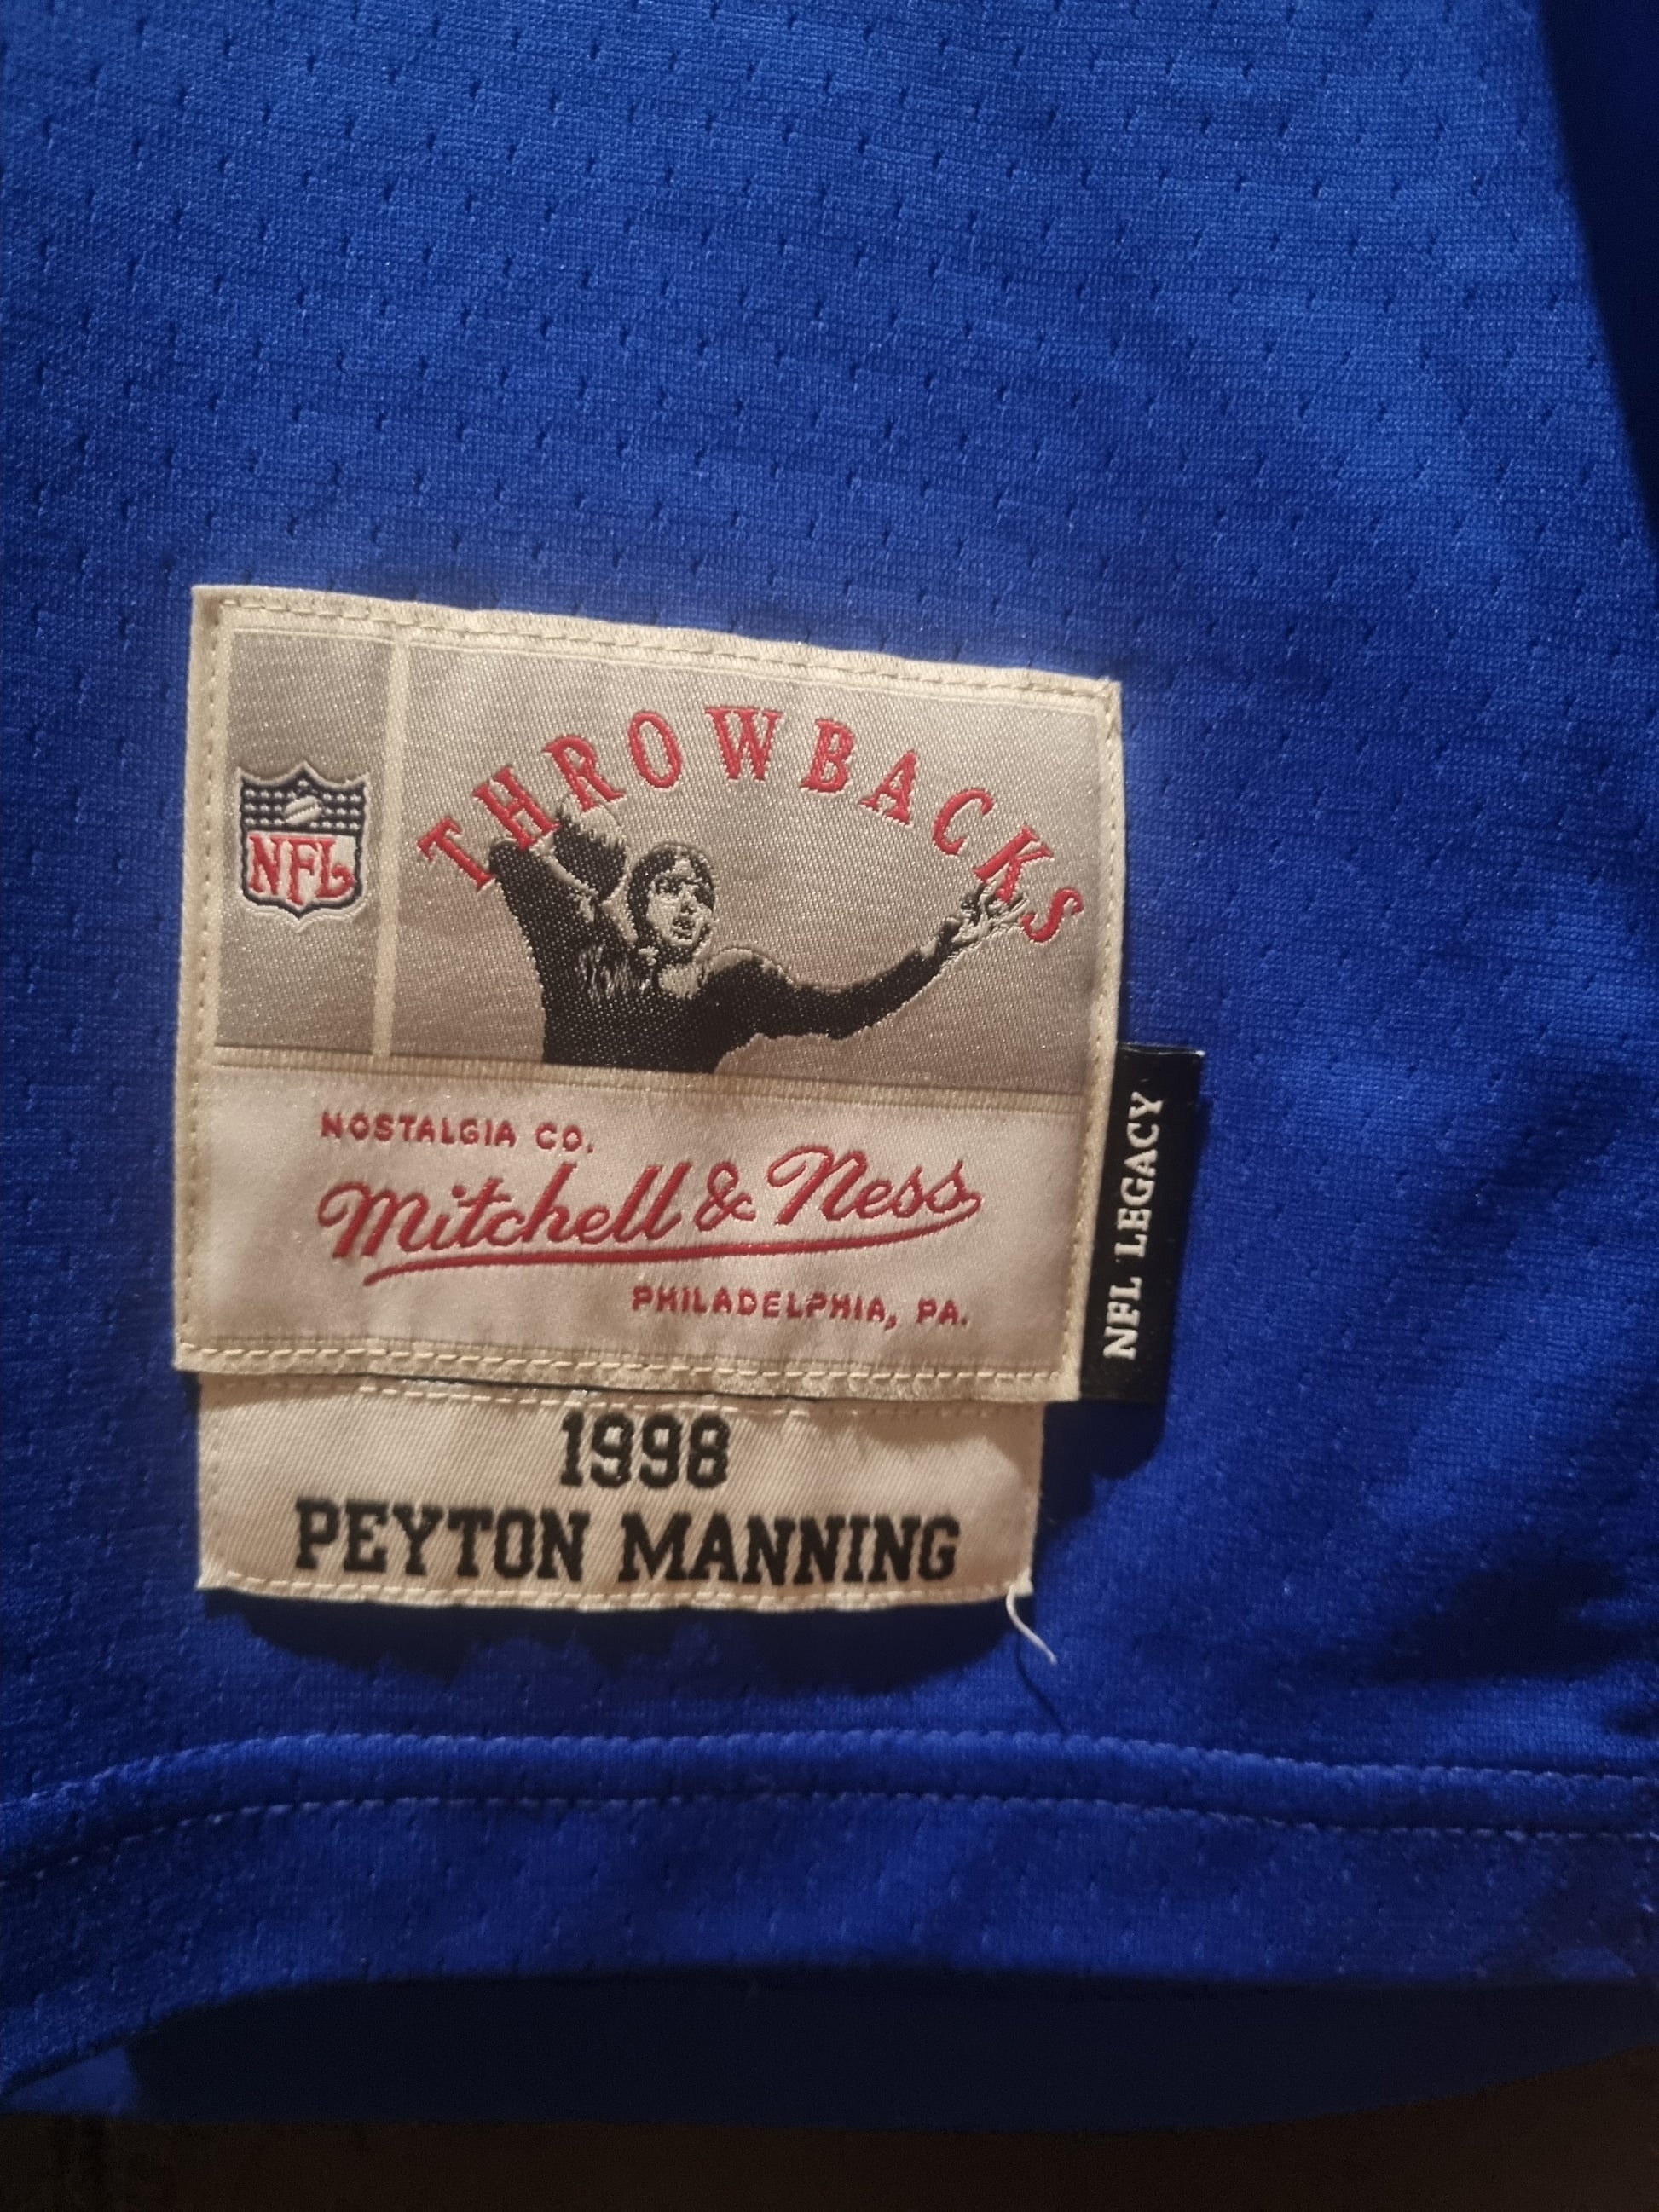 THROWBACKS
NFL
NOSTALGIA CO.
Mitchell & Ness
PHILADELPHIA, PA.
NFL LEGACY
1998
PEYTON MANNING